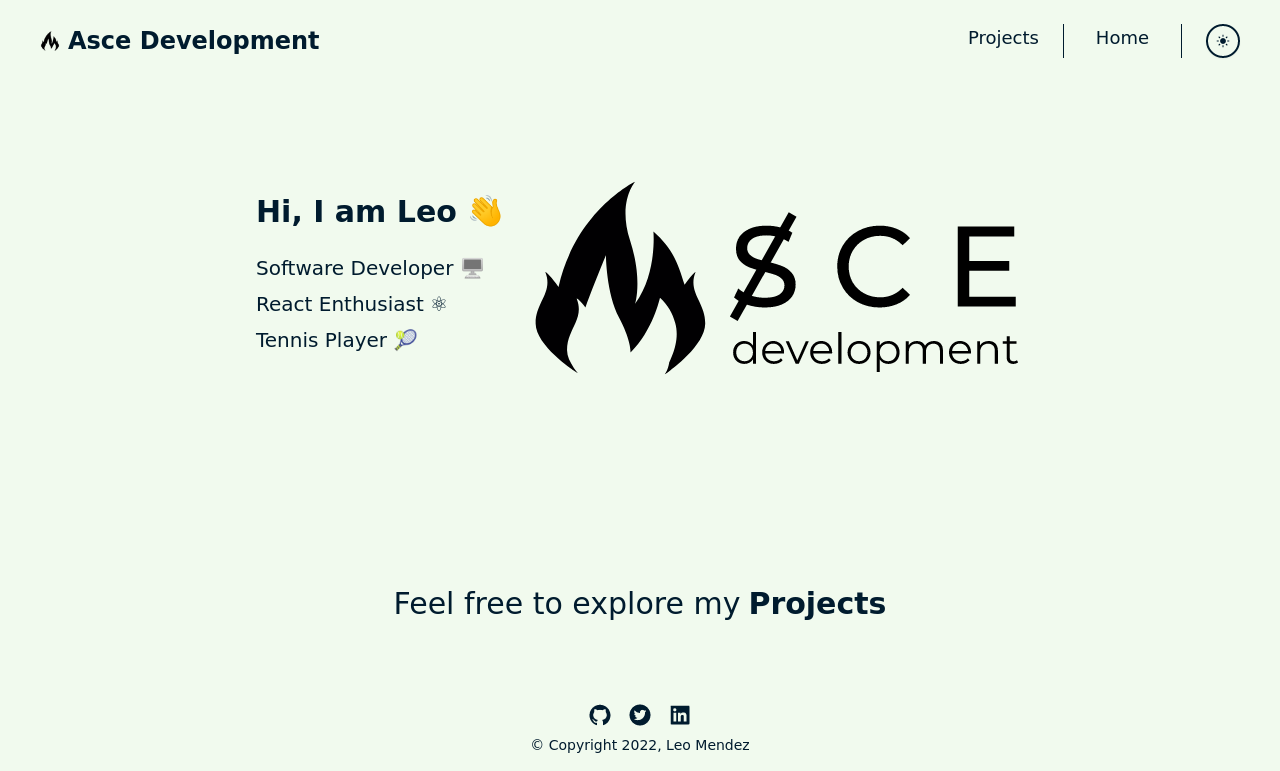 Asce Development
Projects
Home
Hi, I am Leo 👋
Software Developer 🖥️
React Enthusiast ⚛
Tennis Player 🎾
SCE
development
Feel free to explore my Projects
© Copyright 2022, Leo Mendez